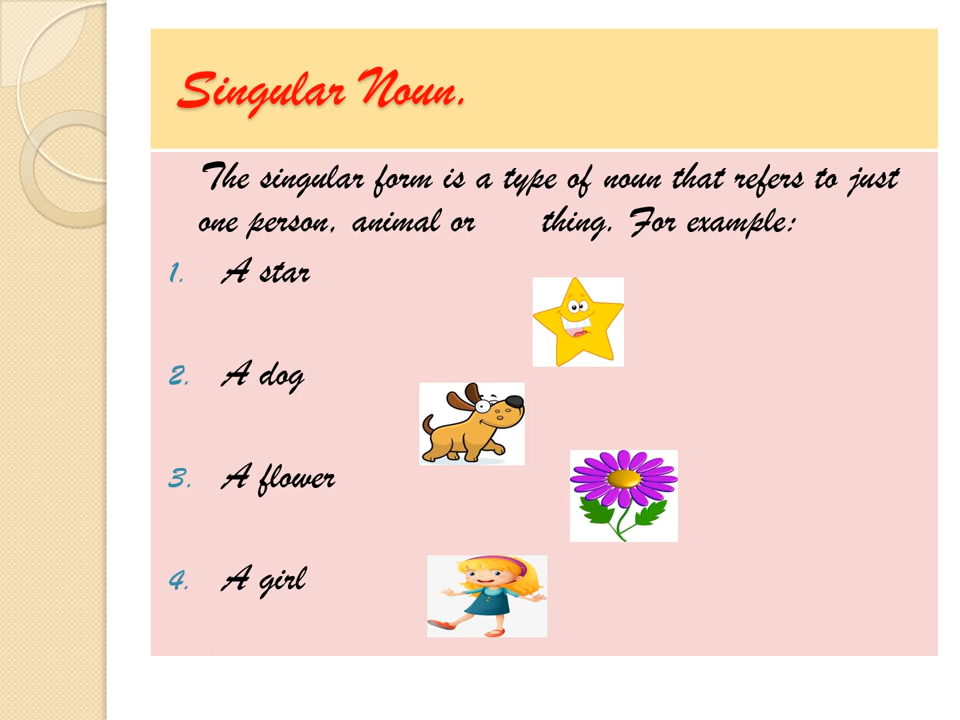 Singular Noun.
The singular form is a type of noun that refers to just
one person, animal or thing. For example:
1. A star
2. A dog
3. A flower
4. A girl